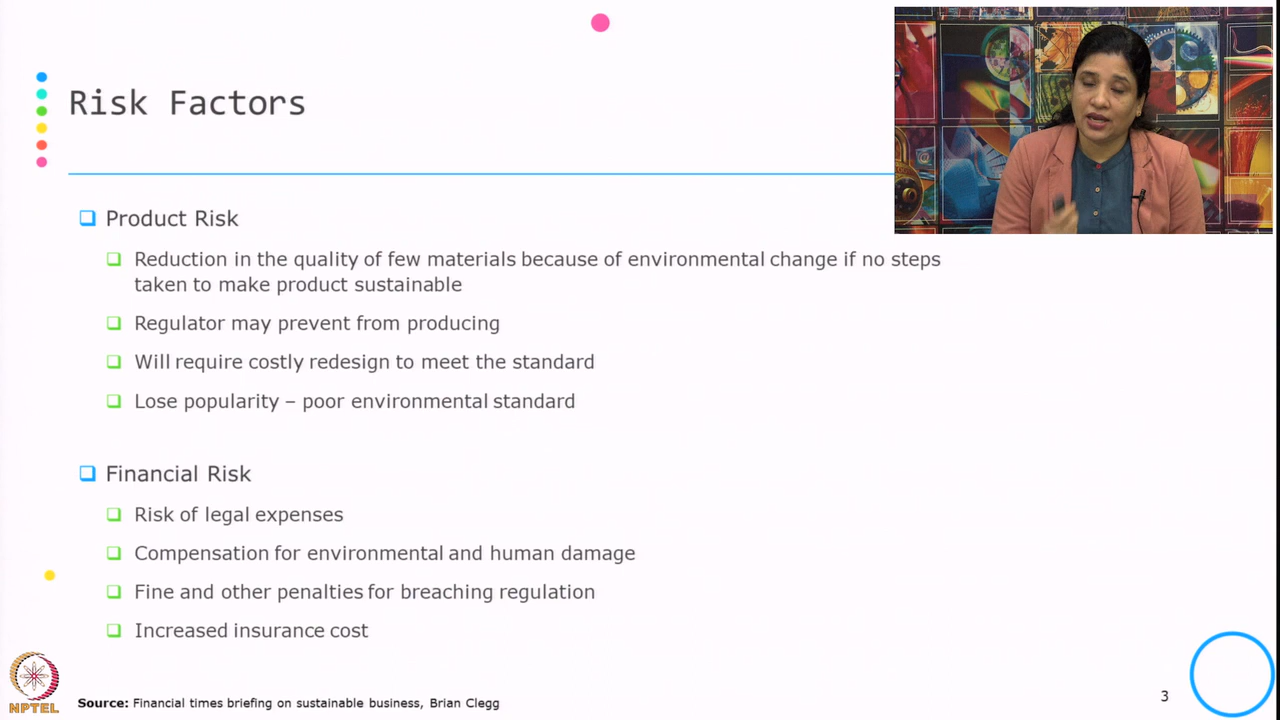 Risk Factors
Product Risk
Reduction in the quality of few materials because of environmental change if no steps
taken to make product sustainable
Regulator may prevent from producing
Will require costly redesign to meet the standard
Lose popularity – poor environmental standard
Financial Risk
Risk of legal expenses
Compensation for environmental and human damage
Fine and other penalties for breaching regulation
Increased insurance cost
NPTEL
Source: Financial times briefing on sustainable business, Brian Clegg
3